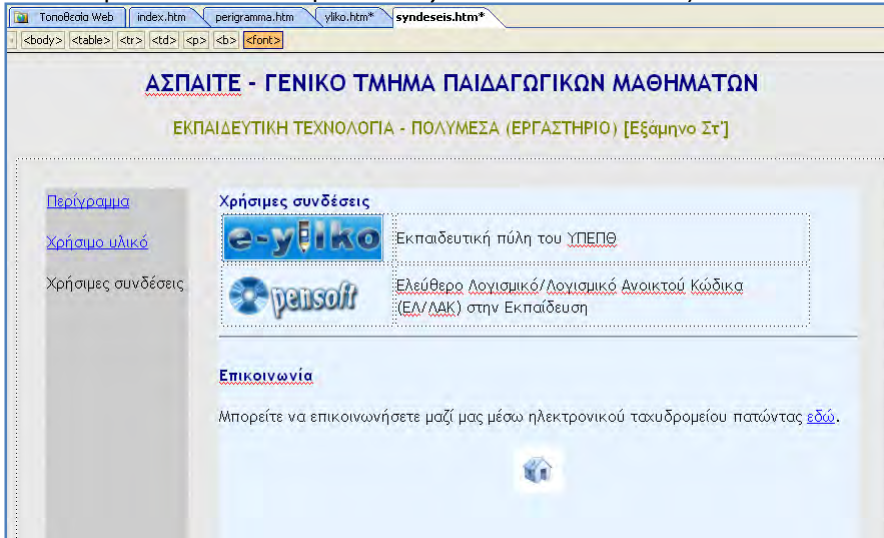 Τοποθεσία Web index.htm perigramma.htm yliko.htm* syndeseis.htm*
<body> <table> <tr> <td> <p> <b> <font>
ΑΣΠΑΙΤΕ - ΓΕΝΙΚΟ ΤΜΗΜΑ ΠΑΙΔΑΓΩΓΙΚΩΝ ΜΑΘΗΜΑΤΩΝ
ΕΚΠΑΙΔΕΥΤΙΚΗ ΤΕΧΝΟΛΟΓΙΑ - ΠΟΛΥΜΕΣΑ (ΕΡΓΑΣΤΗΡΙΟ) [Εξάμηνο Στ']
Περίγραμμα
Χρήσιμο υλικό
Χρήσιμες συνδέσεις
Χρήσιμες συνδέσεις
e-yliko
Εκπαιδευτική πύλη του ΥΠΕΠΘ
opensoft
Ελεύθερο Λογισμικό/Λογισμικό Ανοικτού Κώδικα
(ΕΛ/ΛΑΚ) στην Εκπαίδευση
Επικοινωνία
Μπορείτε να επικοινωνήσετε μαζί μας μέσω ηλεκτρονικού ταχυδρομείου πατώντας εδώ.